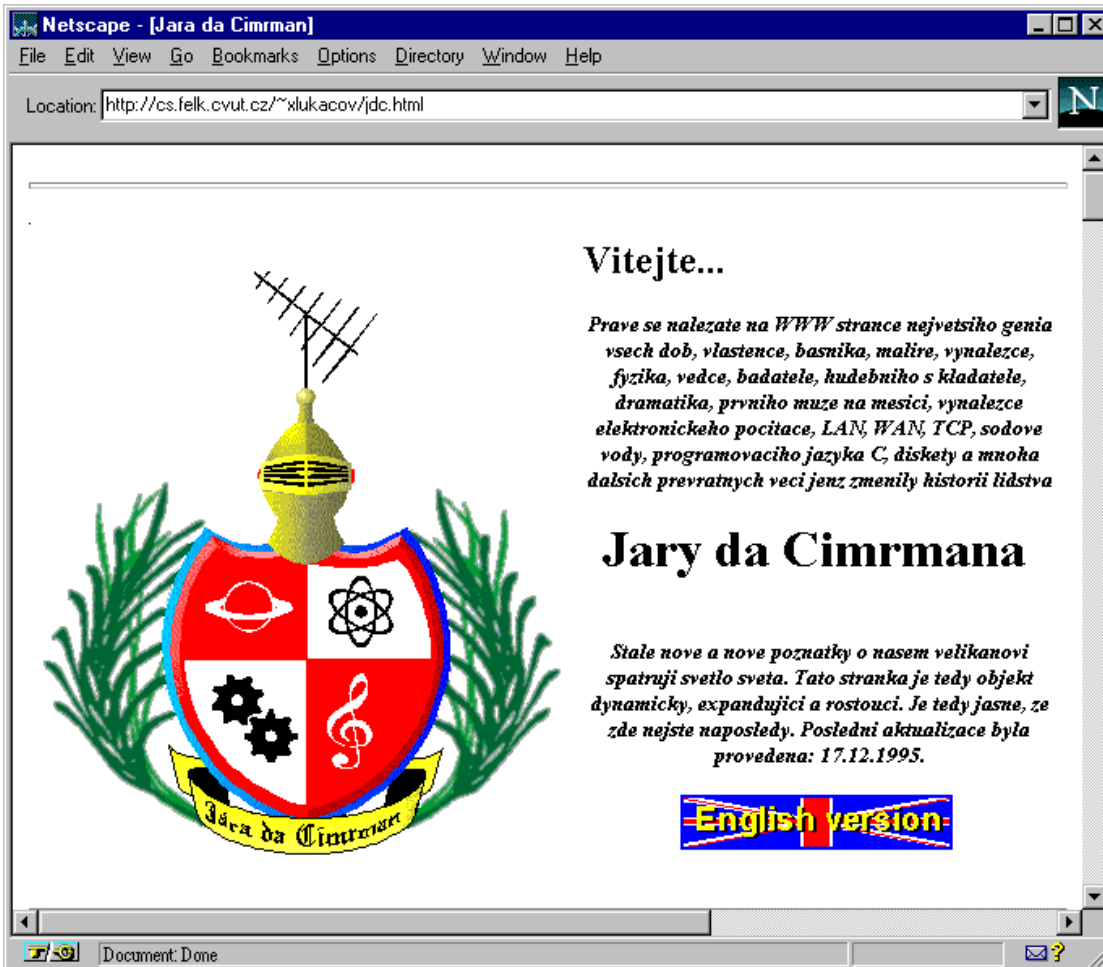 Netscape - [Jara da Cimrman]
File Edit View Go Bookmarks Options Directory Window Help
Location: http://cs.felk.cvut.cz/~xlukacov/jdc.html
N
.
Vitejte...
Prave se nalezate na WWW strance nejvetsiho genia
vsech dob, vlastence, basnika, malire, vynalezce,
fyzika, vedce, badatele, hudebniho s kladatele,
dramatika, prvniho muze na mesici, vynalezce
elektronickeho pocitace, LAN, WAN, TCP, sodove
vody, programovaciho jazyka C, diskety a mnoha
dalsich prevratnych veci jenz zmenily historii lidstva
Jary da Cimrmana
Stale nove a nove poznatky o nasem velikanovi
spatruji svetlo sveta. Tato stranka je tedy objekt
dynamicky, expandujici a rostouci. Je tedy jasne, ze
zde nejste naposledy. Posledni aktualizace byla
provedena: 17.12.1995.
Jára da Cimrman
English version
Document: Done
?